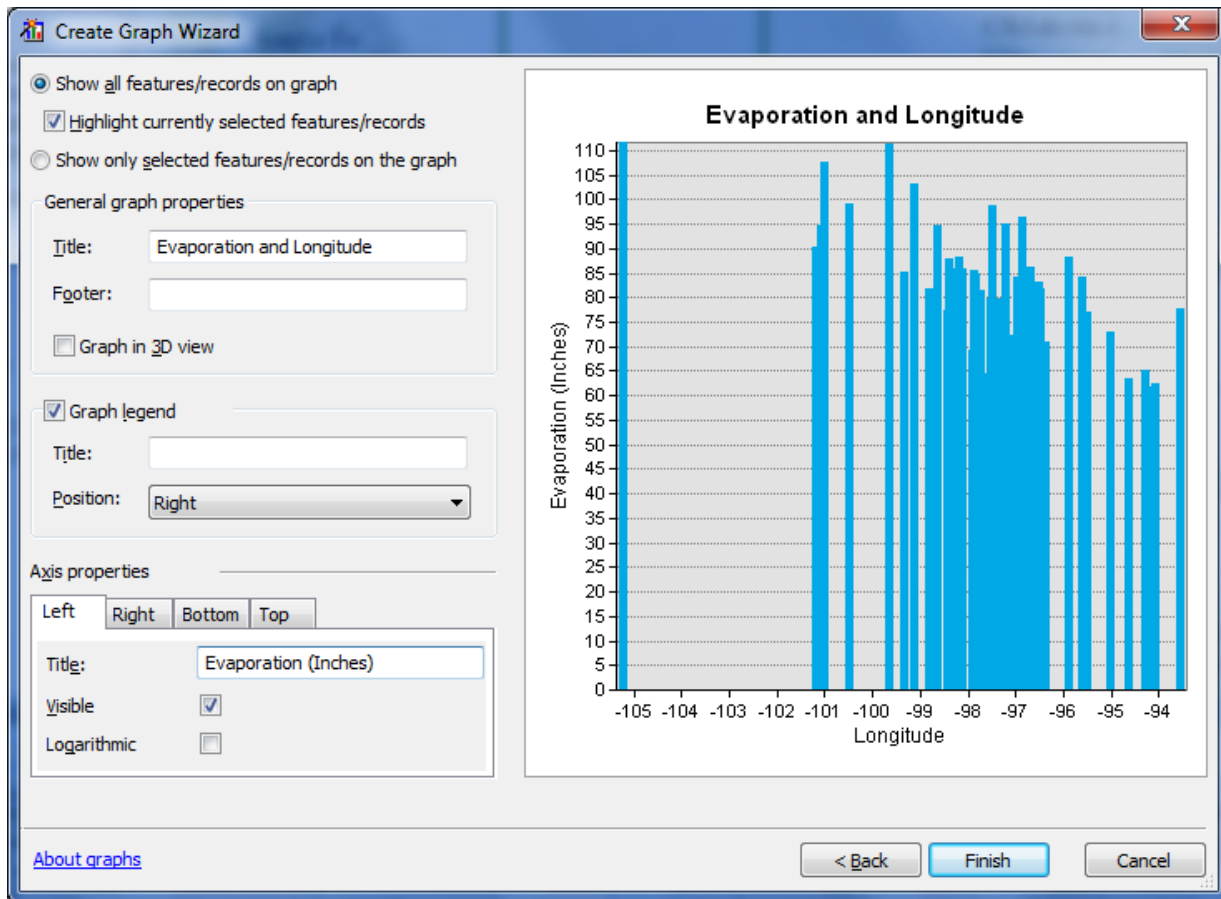 Create Graph Wizard
Show all features/records on graph
Highlight currently selected features/records
Show only selected features/records on the graph
General graph properties
Title: Evaporation and Longitude
Footer:
Graph in 3D view
Graph legend
Title:
Position: Right
Axis properties
Left Right Bottom Top
Title: Evaporation (Inches)
Visible
Logarithmic
Evaporation and Longitude
Evaporation (Inches)
110
105
100
95
90
85
80
75
70
65
60
55
50
45
40
35
30
25
20
15
10
5
0
-105 -104 -103 -102 -101 -100 -99 -98 -97 -96 -95 -94
Longitude
About graphs
< Back Finish Cancel